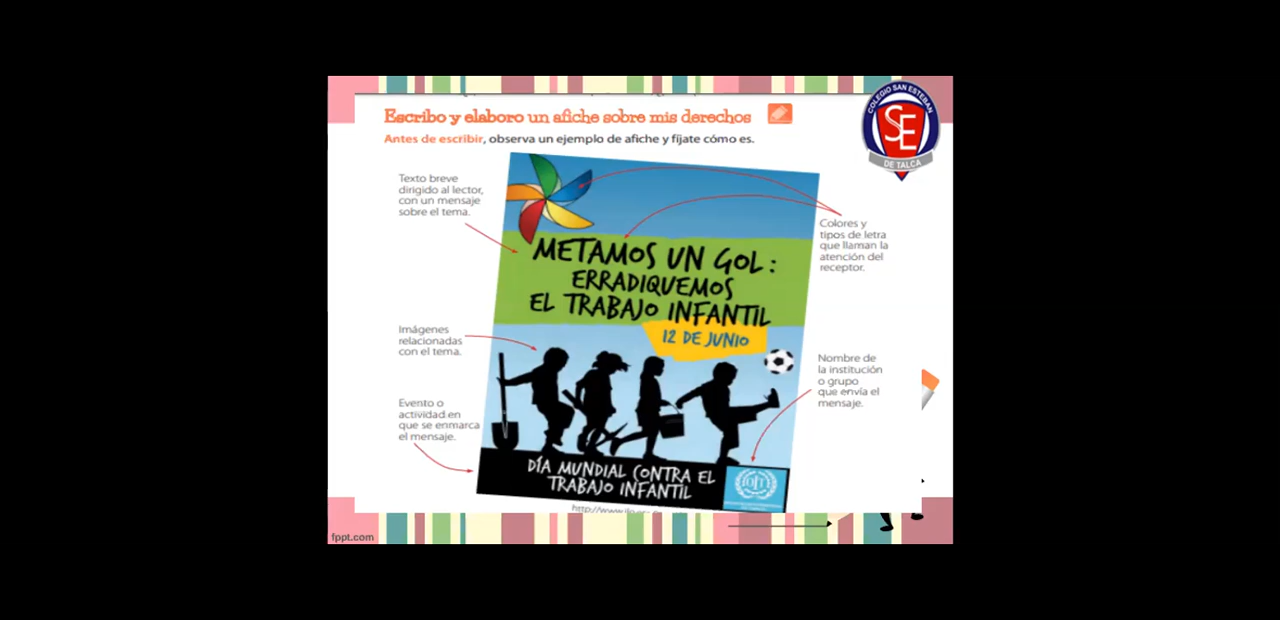 Escribo y elaboro un afiche sobre mis derechos
Antes de escribir, observa un ejemplo de afiche y fíjate cómo es.
COLEGIO SAN ESTEBAN
SE
DE TALCA
Texto breve
dirigido al lector,
con un mensaje
sobre el tema.
Colores y
tipos de letra
que llaman la
atención del
receptor.
METAMOS UN GOL:
ERRADIQUEMOS
EL TRABAJO INFANTIL
12 DE JUNIO
Imágenes
relacionadas
con el tema.
Nombre de
la institución
o grupo
que envía el
mensaje.
Evento o
actividad en
que se enmarca
el mensaje.
DÍA MUNDIAL CONTRA EL
TRABAJO INFANTIL
OIT
fppt.com